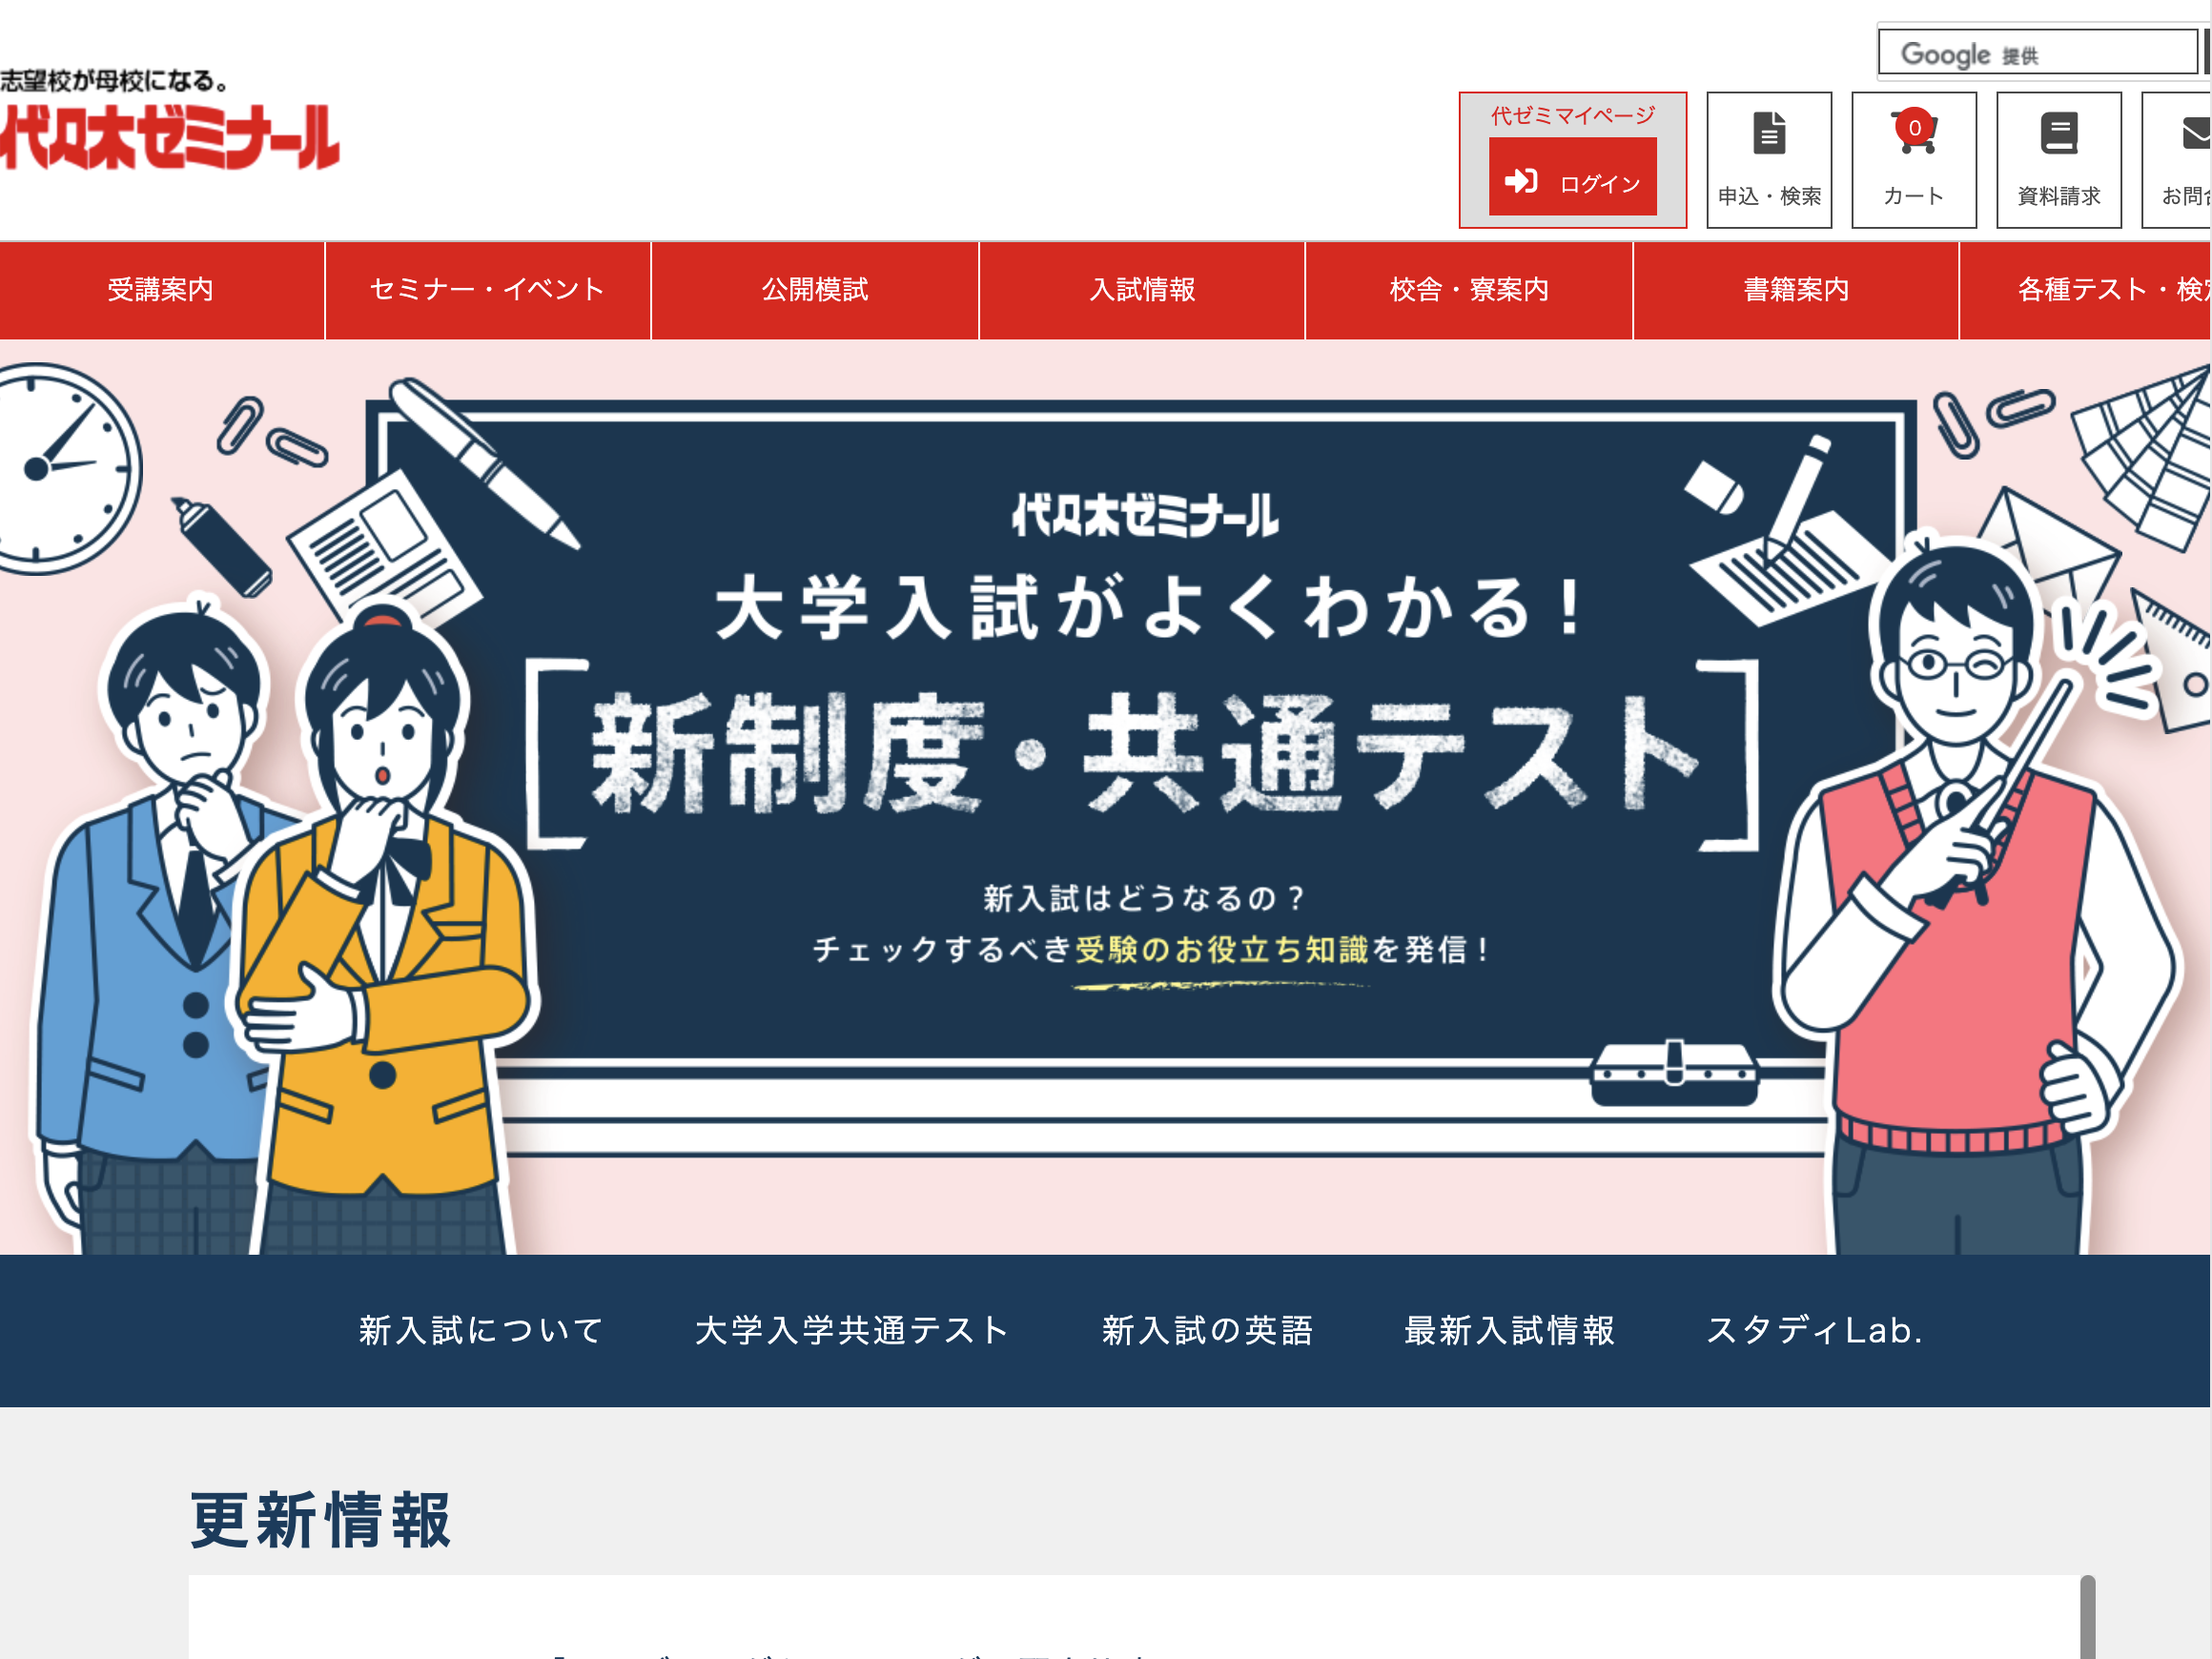 Google 提供
志望校が母校になる。
代々木ゼミナール
代ゼミマイページ
ログイン
申込・検索
0
カート
資料請求
お問
受講案内
セミナー・イベント
公開模試
入試情報
校舎・寮案内
書籍案内
各種テスト・検
代々木ゼミナール
大学入試がよくわかる！
[新制度・共通テスト]
新入試はどうなるの？
チェックするべき受験のお役立ち知識を発信！
新入試について
大学入学共通テスト
新入試の英語
最新入試情報
スタディLab.
更新情報